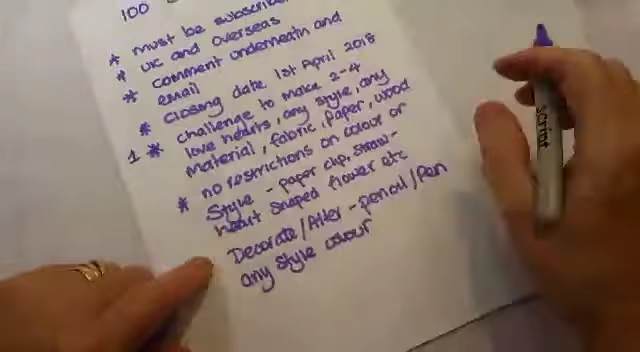 100
* must be subscribe
* UK and overseas
* comment underneath and
email
* closing date 1st April 2018
1 * challenge to make 2-4
love hearts, any style, any
material, fabric, paper, wood
* no restrictions on colour or
style - paper clip, straw-
heart shaped flower etc
Decorate/Alter - pencil/pen
any style colour
script